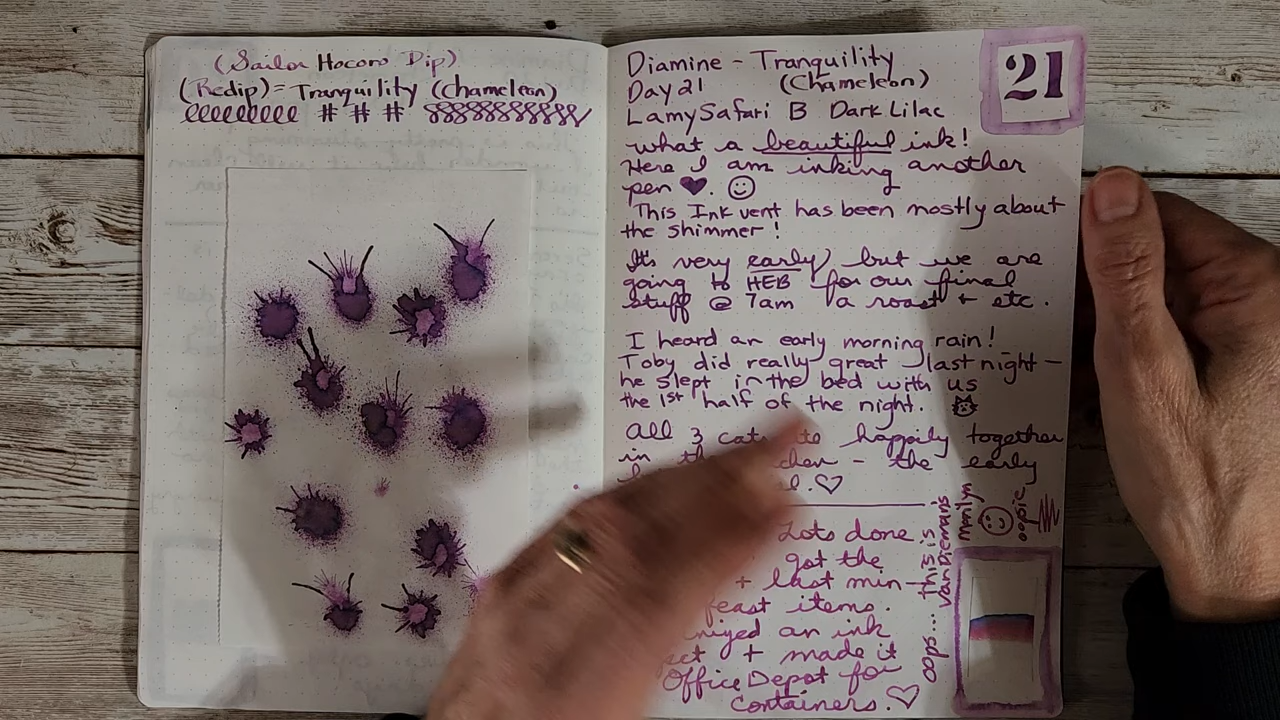 (Sailor Hocoro Dip)
(Redip) = Tranquility (Chameleon)
# # #
Diamine - Tranquility
Day 21 (Chameleon)
Lamy Safari B Dark Lilac
21
what a beautiful ink!
Here I am inking another
pen ♥. ☺
This Ink vent has been mostly about
the shimmer!
It's very early, but we are
going to HEB for our final
stuff @ 7am a roast + etc.
I heard an early morning rain!
Toby did really great last night —
he slept in the bed with us
the 1st half of the night.
All 3 cats happily together
in - the early
♡
Lots done
got the
+ last min-
feast items.
an ink
+ made it
Office Depot for
containers. ♡
oops... this is
Van Diemans
Marilyn
☺
oopsie.